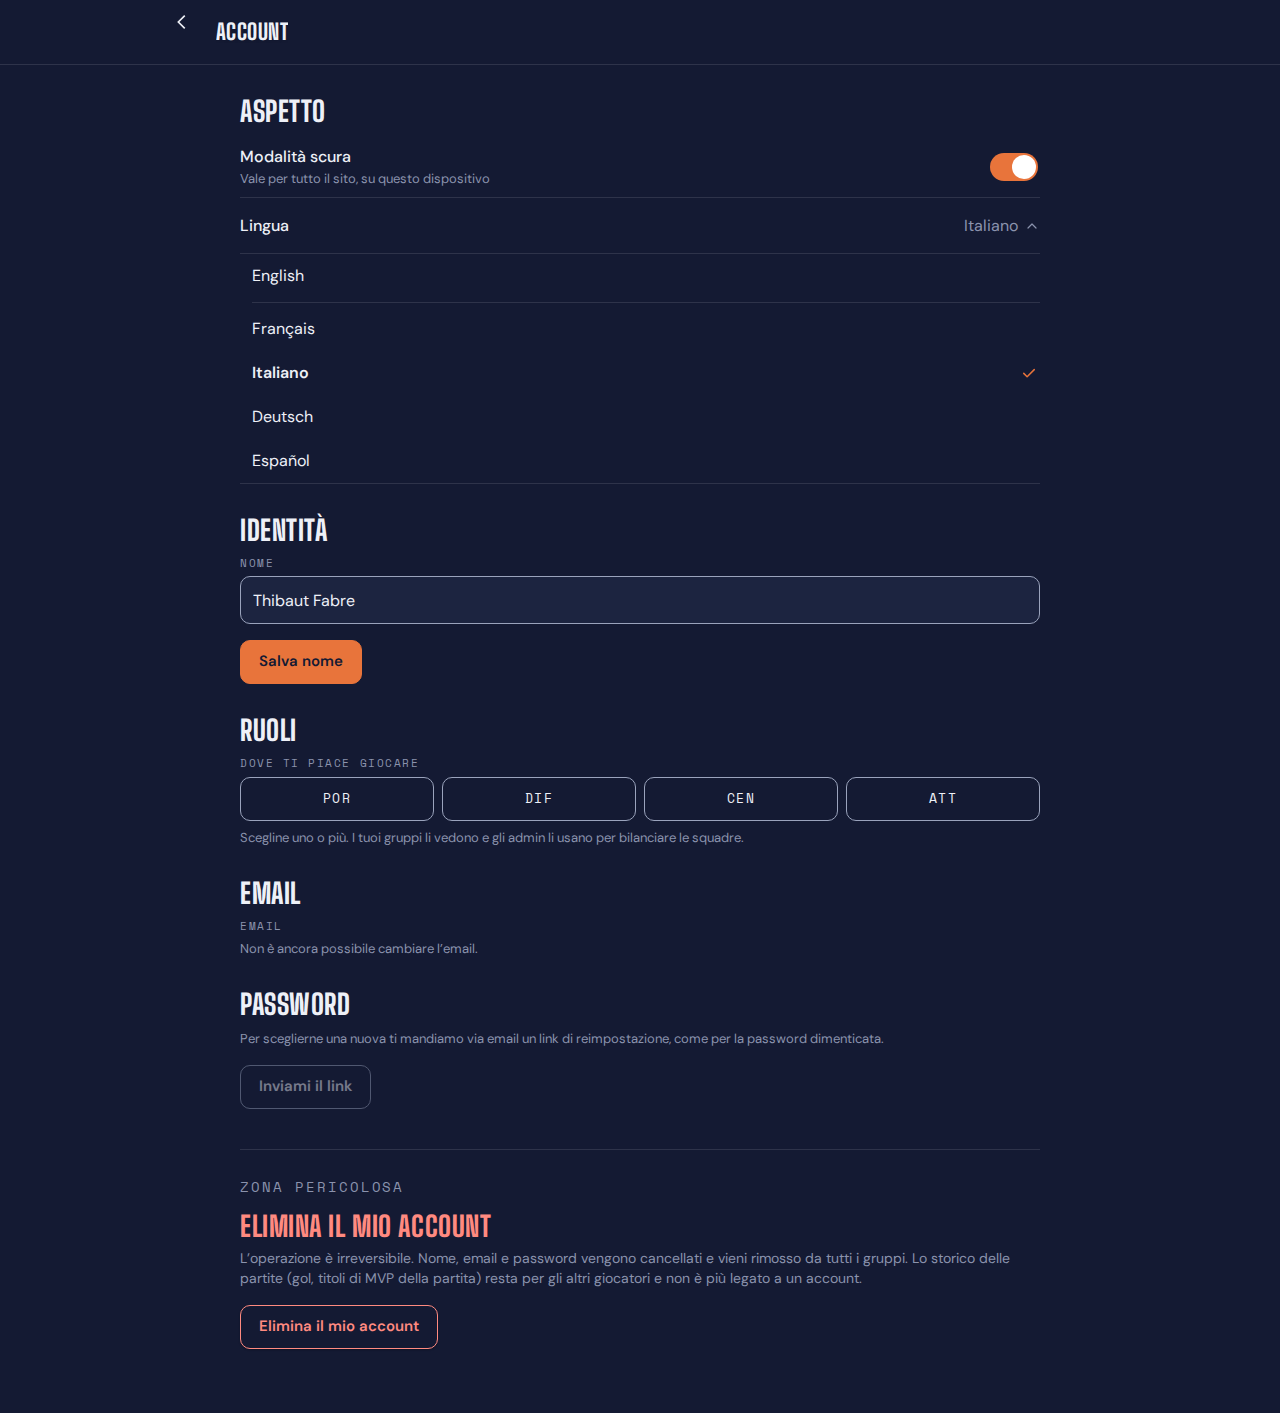 ACCOUNT
ASPETTO
Modalità scura
Vale per tutto il sito, su questo dispositivo
Lingua
Italiano
English
Français
Italiano
Deutsch
Español
IDENTITÀ
NOME
Thibaut Fabre
Salva nome
RUOLI
DOVE TI PIACE GIOCARE
POR
DIF
CEN
ATT
Scegline uno o più. I tuoi gruppi li vedono e gli admin li usano per bilanciare le squadre.
EMAIL
EMAIL
Non è ancora possibile cambiare l’email.
PASSWORD
Per sceglierne una nuova ti mandiamo via email un link di reimpostazione, come per la password dimenticata.
Inviami il link
ZONA PERICOLOSA
ELIMINA IL MIO ACCOUNT
L’operazione è irreversibile. Nome, email e password vengono cancellati e vieni rimosso da tutti i gruppi. Lo storico delle
partite (gol, titoli di MVP della partita) resta per gli altri giocatori e non è più legato a un account.
Elimina il mio account